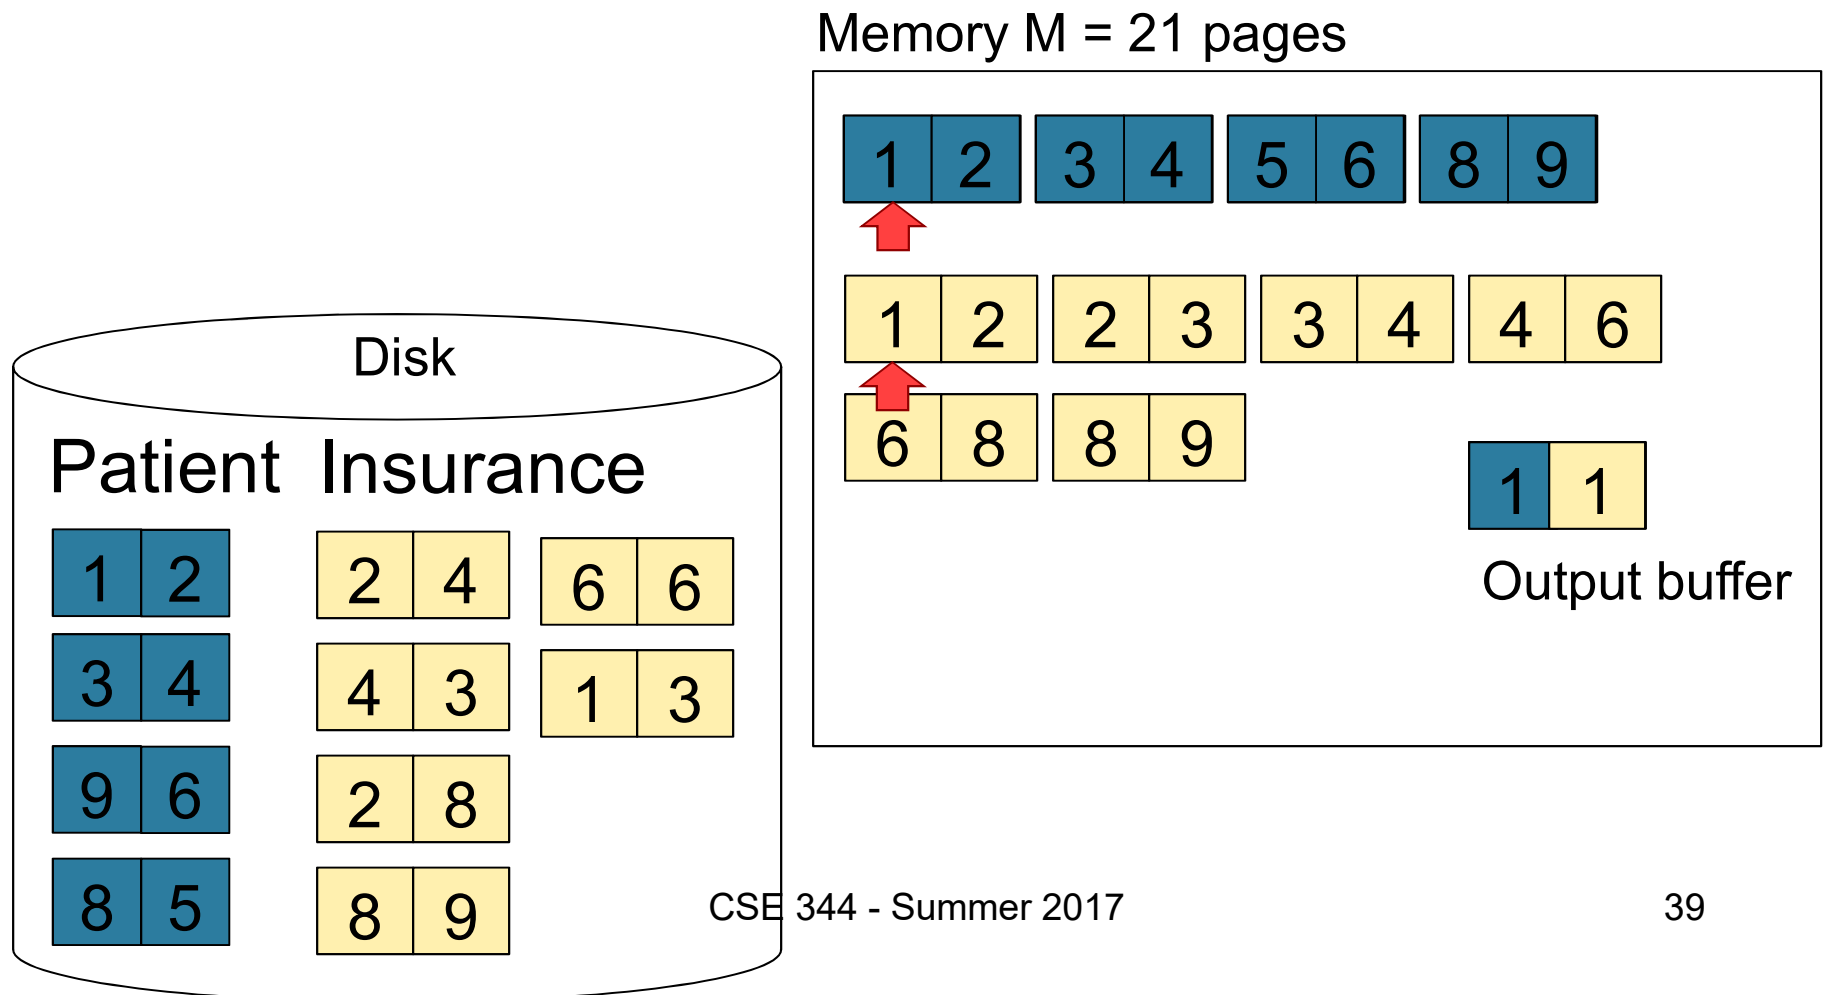 Memory M = 21 pages
1 2 3 4 5 6 8 9
1 2 2 3 3 4 4 6
6 8 8 9
1 1
Output buffer
Disk
Patient Insurance
1 2 2 4 6 6
3 4 4 3 1 3
9 6 2 8
8 5 8 9
CSE 344 - Summer 2017 39